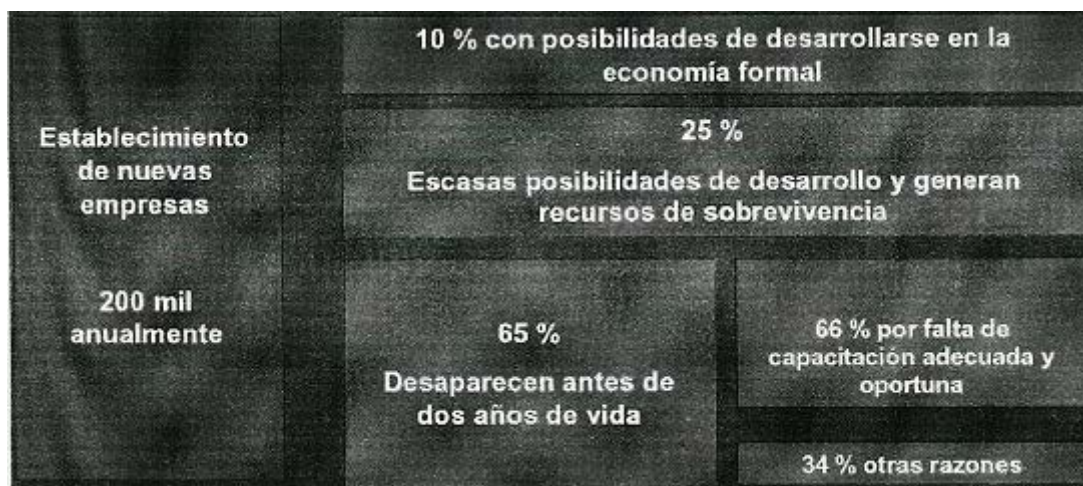 Establecimiento
de nuevas
empresas
200 mil
anualmente
10 % con posibilidades de desarrollarse en la
economía formal
25 %
Escasas posibilidades de desarrollo y generan
recursos de sobrevivencia
65 %
Desaparecen antes de
dos años de vida
66 % por falta de
capacitación adecuada y
oportuna
34 % otras razones